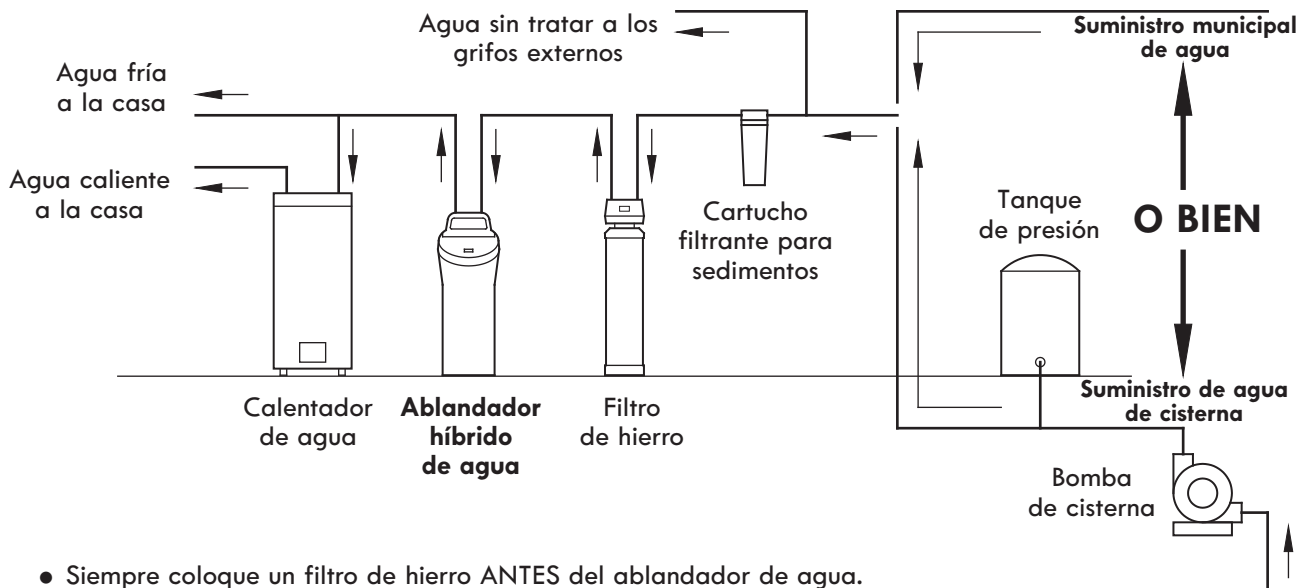 Agua sin tratar a los
grifos externos
Suministro municipal
de agua
Agua fría
a la casa
Agua caliente
a la casa
Cartucho
filtrante para
sedimentos
Tanque
de presión
O BIEN
Calentador
de agua
Ablandador
híbrido
de agua
Filtro
de hierro
Suministro de agua
de cisterna
Bomba
de cisterna
• Siempre coloque un filtro de hierro ANTES del ablandador de agua.